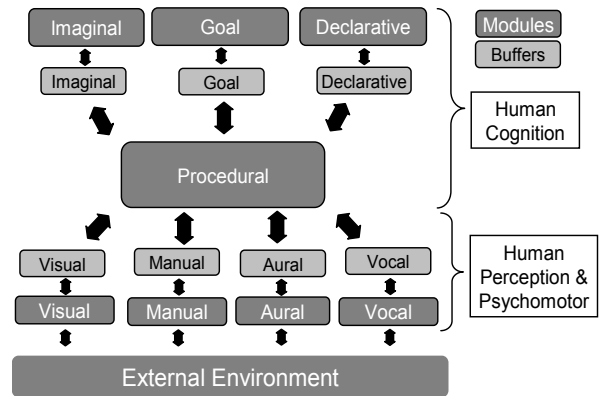 Imaginal
Goal
Declarative
Modules
Buffers
Imaginal
Goal
Declarative
Human
Cognition
Procedural
Visual
Manual
Aural
Vocal
Human
Perception &
Psychomotor
Visual
Manual
Aural
Vocal
External Environment